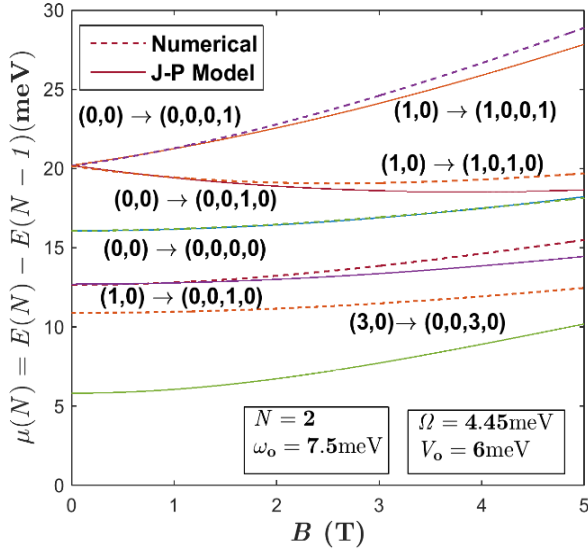 μ(N) = E(N) − E(N − 1)(meV)
30
25
20
15
10
5
0
Numerical
J-P Model
(0,0) → (0,0,0,1)
(1,0) → (1,0,0,1)
(1,0) → (1,0,1,0)
(0,0) → (0,0,1,0)
(0,0) → (0,0,0,0)
(1,0) → (0,0,1,0)
(3,0)→ (0,0,3,0)
N = 2
ω₀ = 7.5meV
Ω = 4.45meV
V₀ = 6meV
0 1 2 3 4 5
B (T)